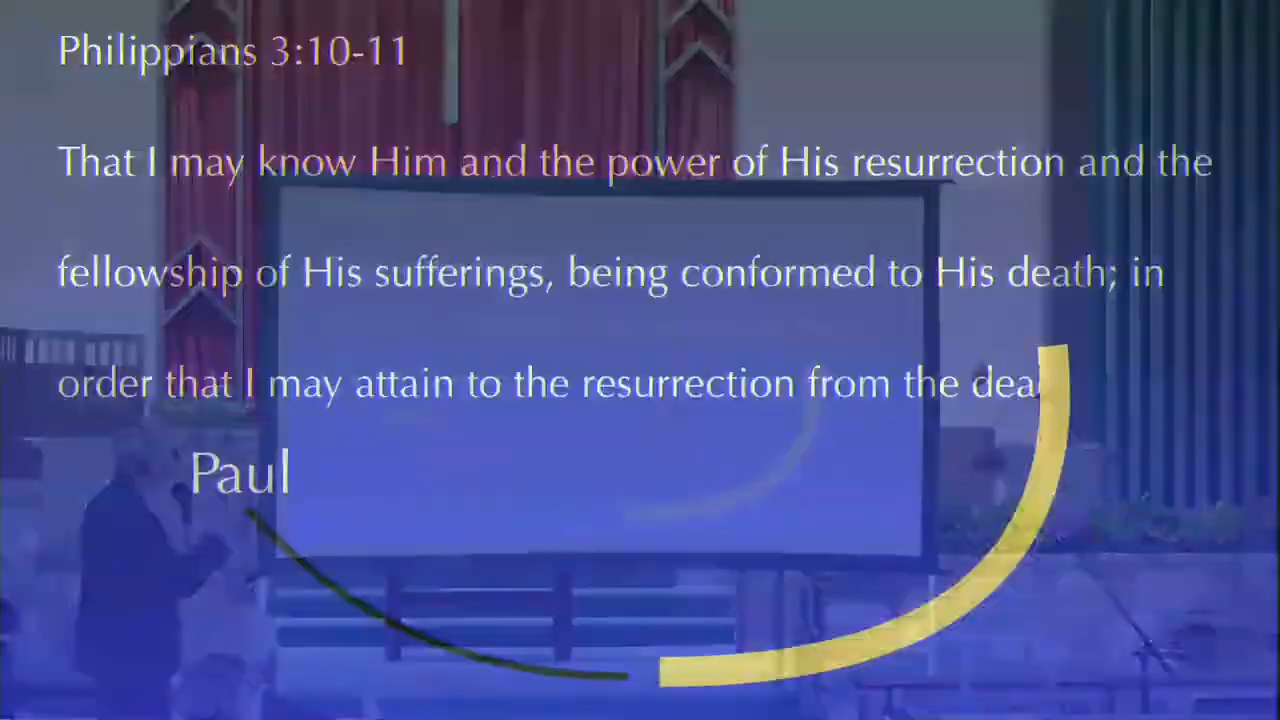 Philippians 3:10-11
That I may know Him and the power of His resurrection and the
fellowship of His sufferings, being conformed to His death; in
order that I may attain to the resurrection from the dea
Paul